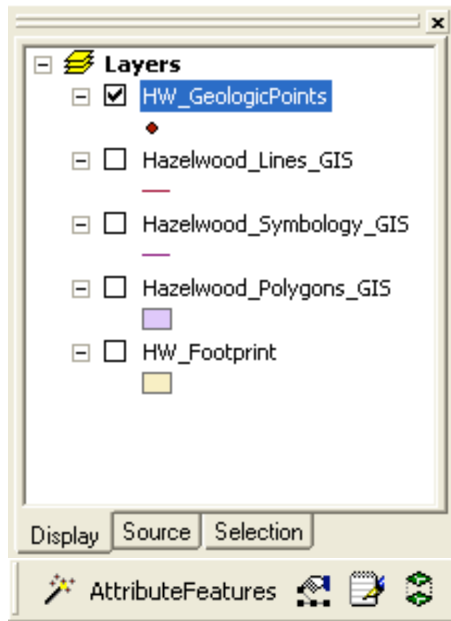 Layers
HW_GeologicPoints
Hazelwood_Lines_GIS
Hazelwood_Symbology_GIS
Hazelwood_Polygons_GIS
HW_Footprint
Display Source Selection
AttributeFeatures